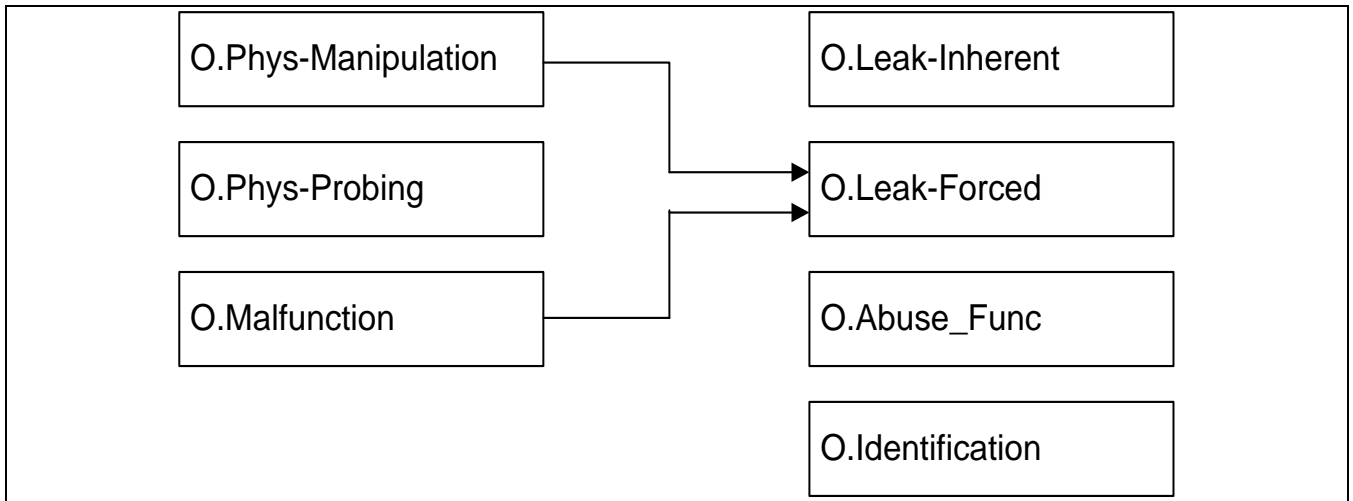 O.Phys-Manipulation
O.Leak-Inherent
O.Phys-Probing
O.Leak-Forced
O.Malfunction
O.Abuse_Func
O.Identification